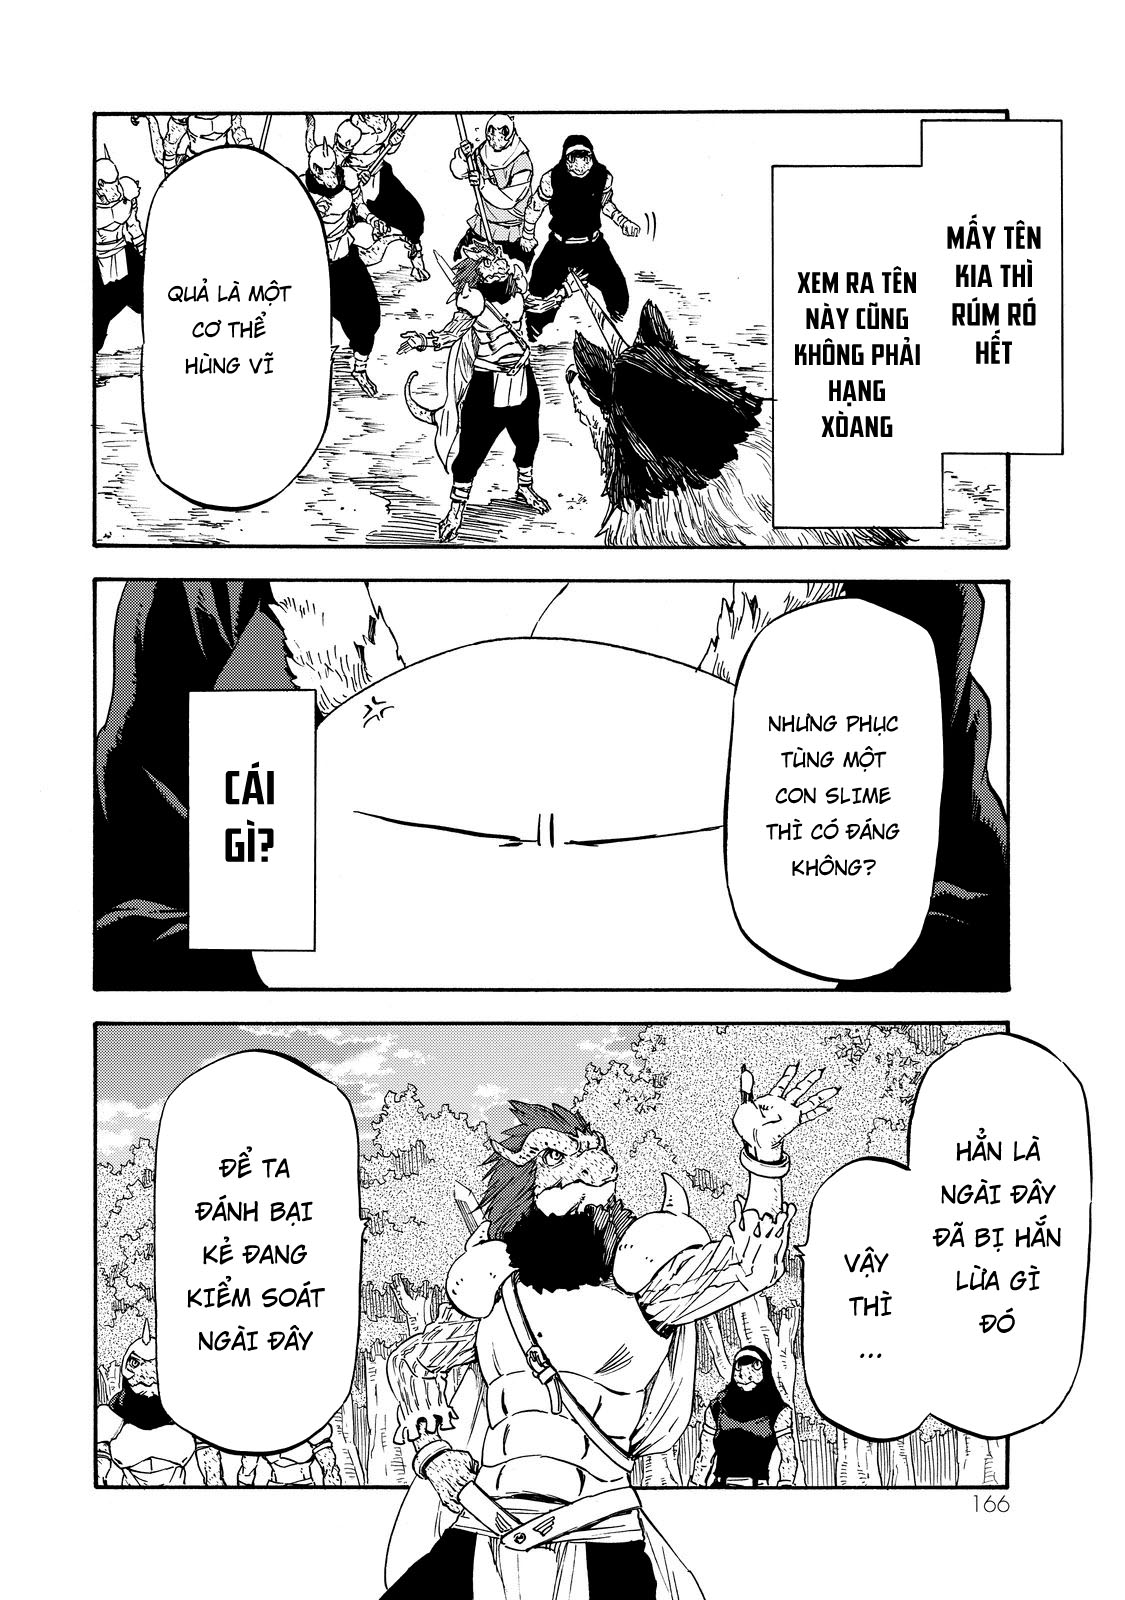 MẤY TÊN
KIA THÌ
RÚM RÓ
HẾT
XEM RA TÊN
NÀY CŨNG
KHÔNG PHẢI
HẠNG
XÒANG
QUẢ LÀ MỘT
CƠ THỂ
HÙNG VĨ
NHƯNG PHỤC
TÙNG MỘT
CON SLIME
THÌ CÓ ĐÁNG
KHÔNG?
CÁI
GÌ?
HẲN LÀ
NGÀI ĐÂY
ĐÃ BỊ HẮN
LỪA GÌ
ĐÓ
VẬY
THÌ
...
ĐỂ TA
ĐÁNH BẠI
KẺ ĐANG
KIỂM SOÁT
NGÀI ĐÂY
166